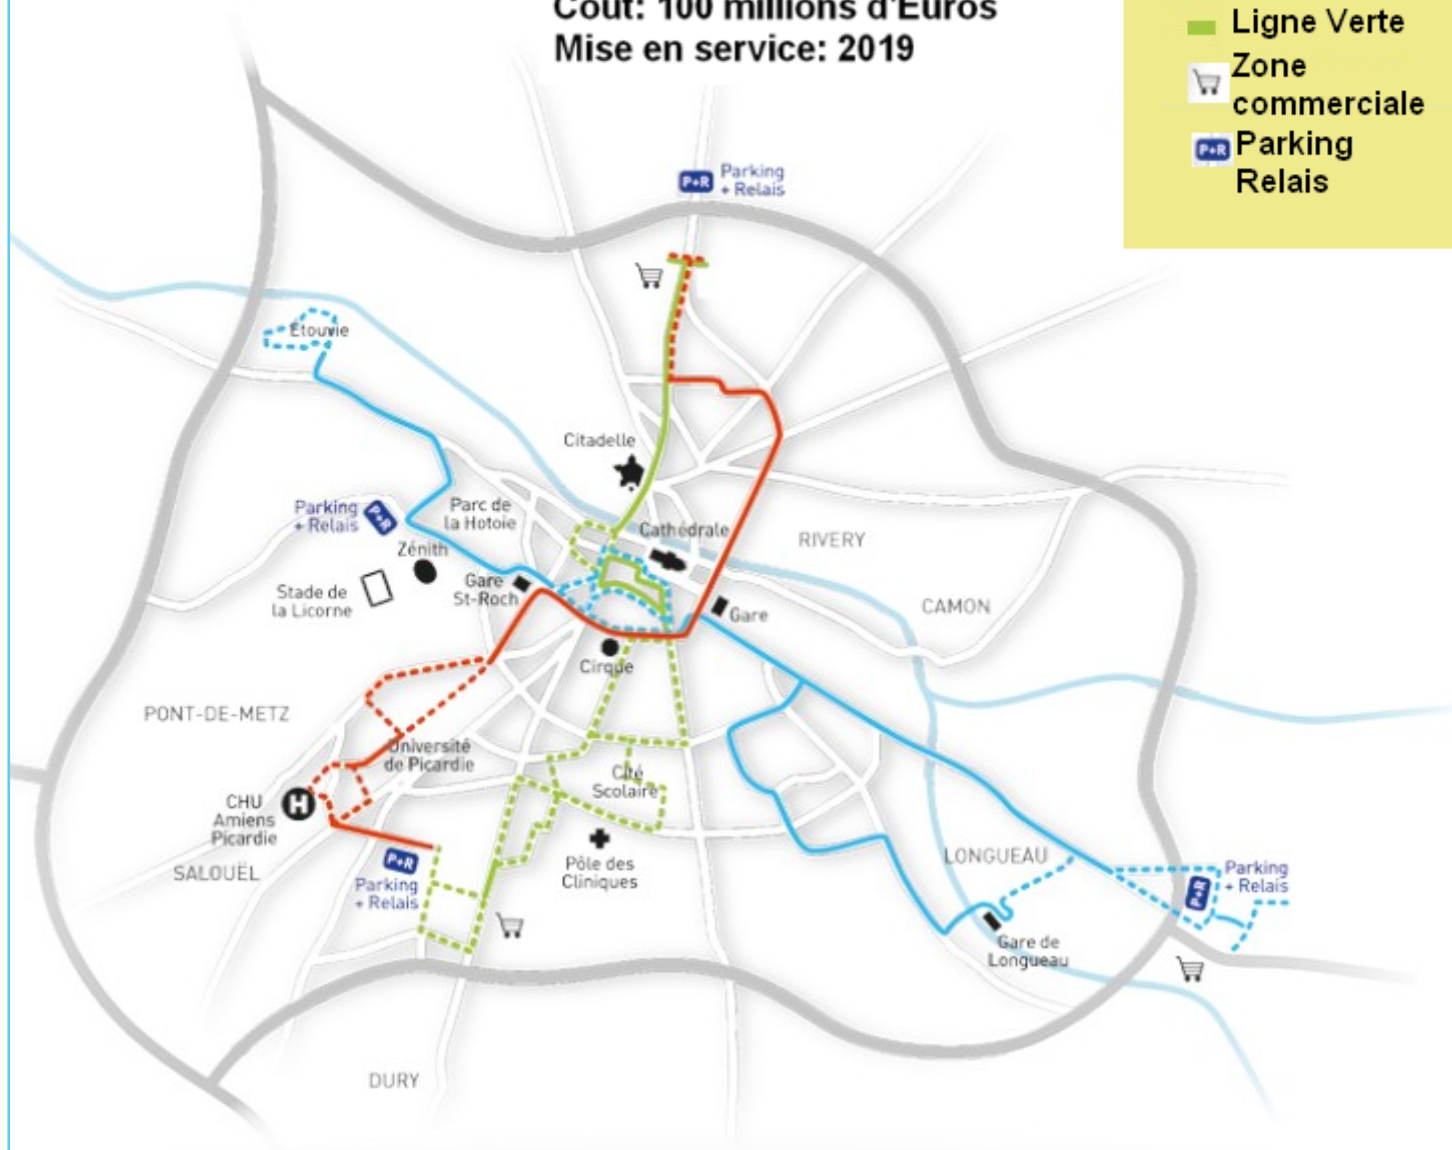 Coût: 100 millions d'Euros
Mise en service: 2019
Ligne Verte
Zone
commerciale
P+R
Parking
Relais
P+R
Parking
+ Relais
Etouvie
Citadelle
Parking
+ Relais
P+R
Parc de
la Hotoie
Cathédrale
RIVERY
Zénith
Stade de
la Licorne
Gare
St-Roch
Gare
CAMON
Cirque
PONT-DE-METZ
Université
de Picardie
Cité
Scolaire
CHU
Amiens
Picardie
H
SALOUËL
P+R
Parking
+ Relais
Pôle des
Cliniques
LONGUEAU
P+R
Parking
+ Relais
Gare de
Longueau
DURY